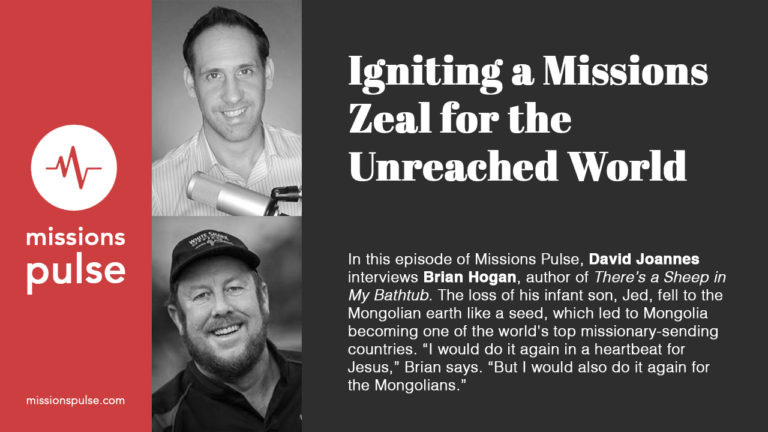 missions
pulse
missionspulse.com
Igniting a Missions
Zeal for the
Unreached World
In this episode of Missions Pulse, David Joannes
interviews Brian Hogan, author of There’s a Sheep in
My Bathtub. The loss of his infant son, Jed, fell to the
Mongolian earth like a seed, which led to Mongolia
becoming one of the world's top missionary-sending
countries. “I would do it again in a heartbeat for
Jesus,” Brian says. “But I would also do it again for
the Mongolians.”